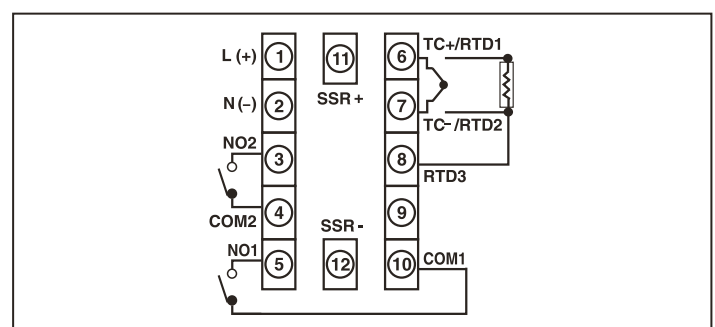 L (+)
1
N (–)
2
NO2
3
4
COM2
NO1
5
11
SSR +
SSR -
12
6
TC+/RTD1
7
TC–/RTD2
8
RTD3
9
10
COM1